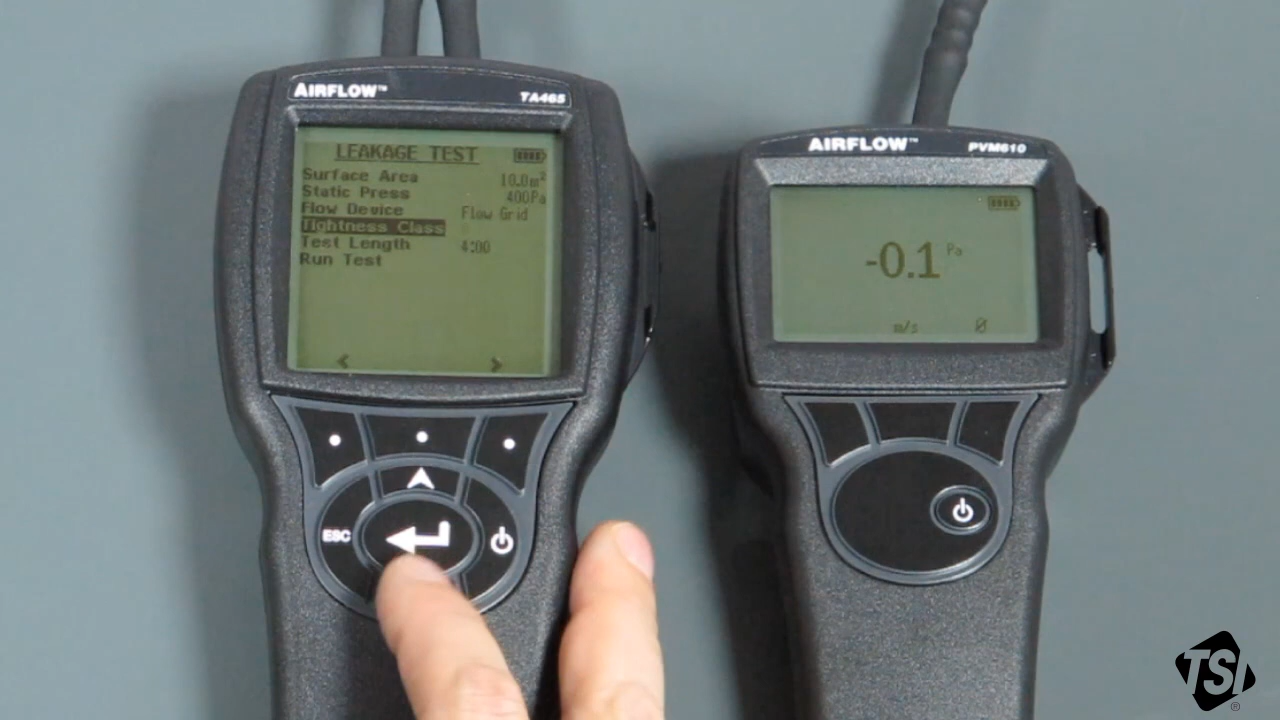 AIRFLOW™ TA465
LEAKAGE TEST
Surface Area 10.0m²
Static Press 400Pa
Flow Device Flow Grid
Tightness Class
Test Length 4:00
Run Test
< >
ESC
AIRFLOW™ PVM610
-0.1 Pa
m/s
TSI®